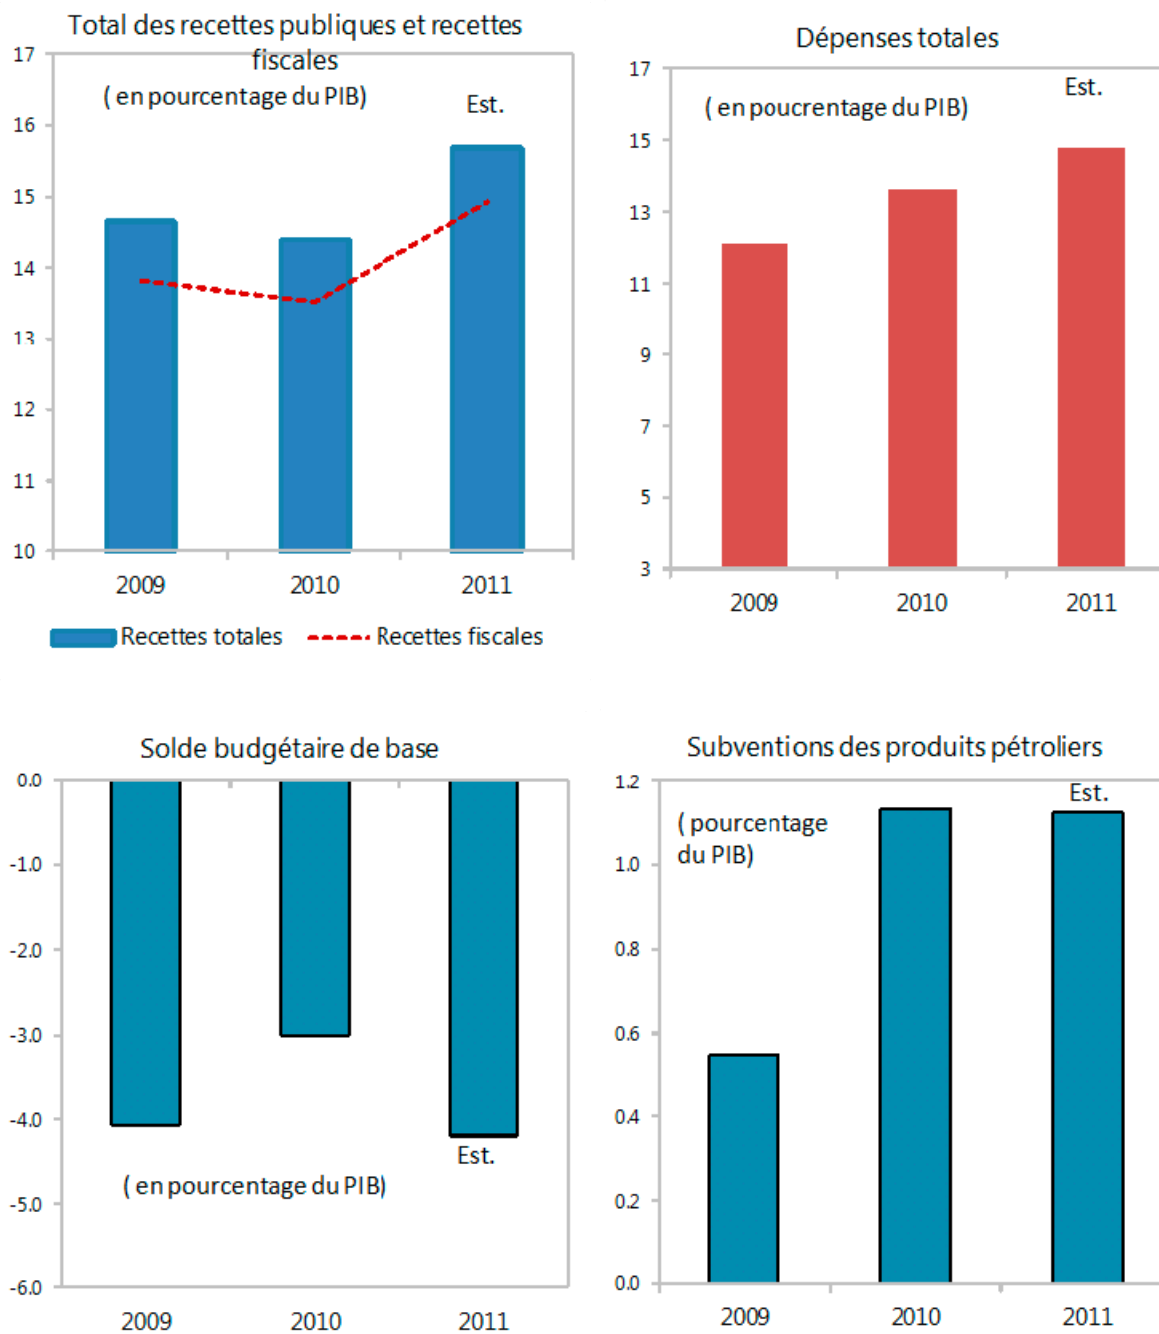 Total des recettes publiques et recettes
fiscales
( en pourcentage du PIB)
Est.
17
16
15
14
13
12
11
10
2009
2010
2011
Recettes totales
Recettes fiscales
Dépenses totales
( en poucrentage du PIB)
Est.
17
15
13
11
9
7
5
3
2009
2010
2011
Solde budgétaire de base
0.0
-1.0
-2.0
-3.0
-4.0
-5.0
-6.0
Est.
( en pourcentage du PIB)
2009
2010
2011
Subventions des produits pétroliers
Est.
( pourcentage
du PIB)
1.2
1.0
0.8
0.6
0.4
0.2
0.0
2009
2010
2011